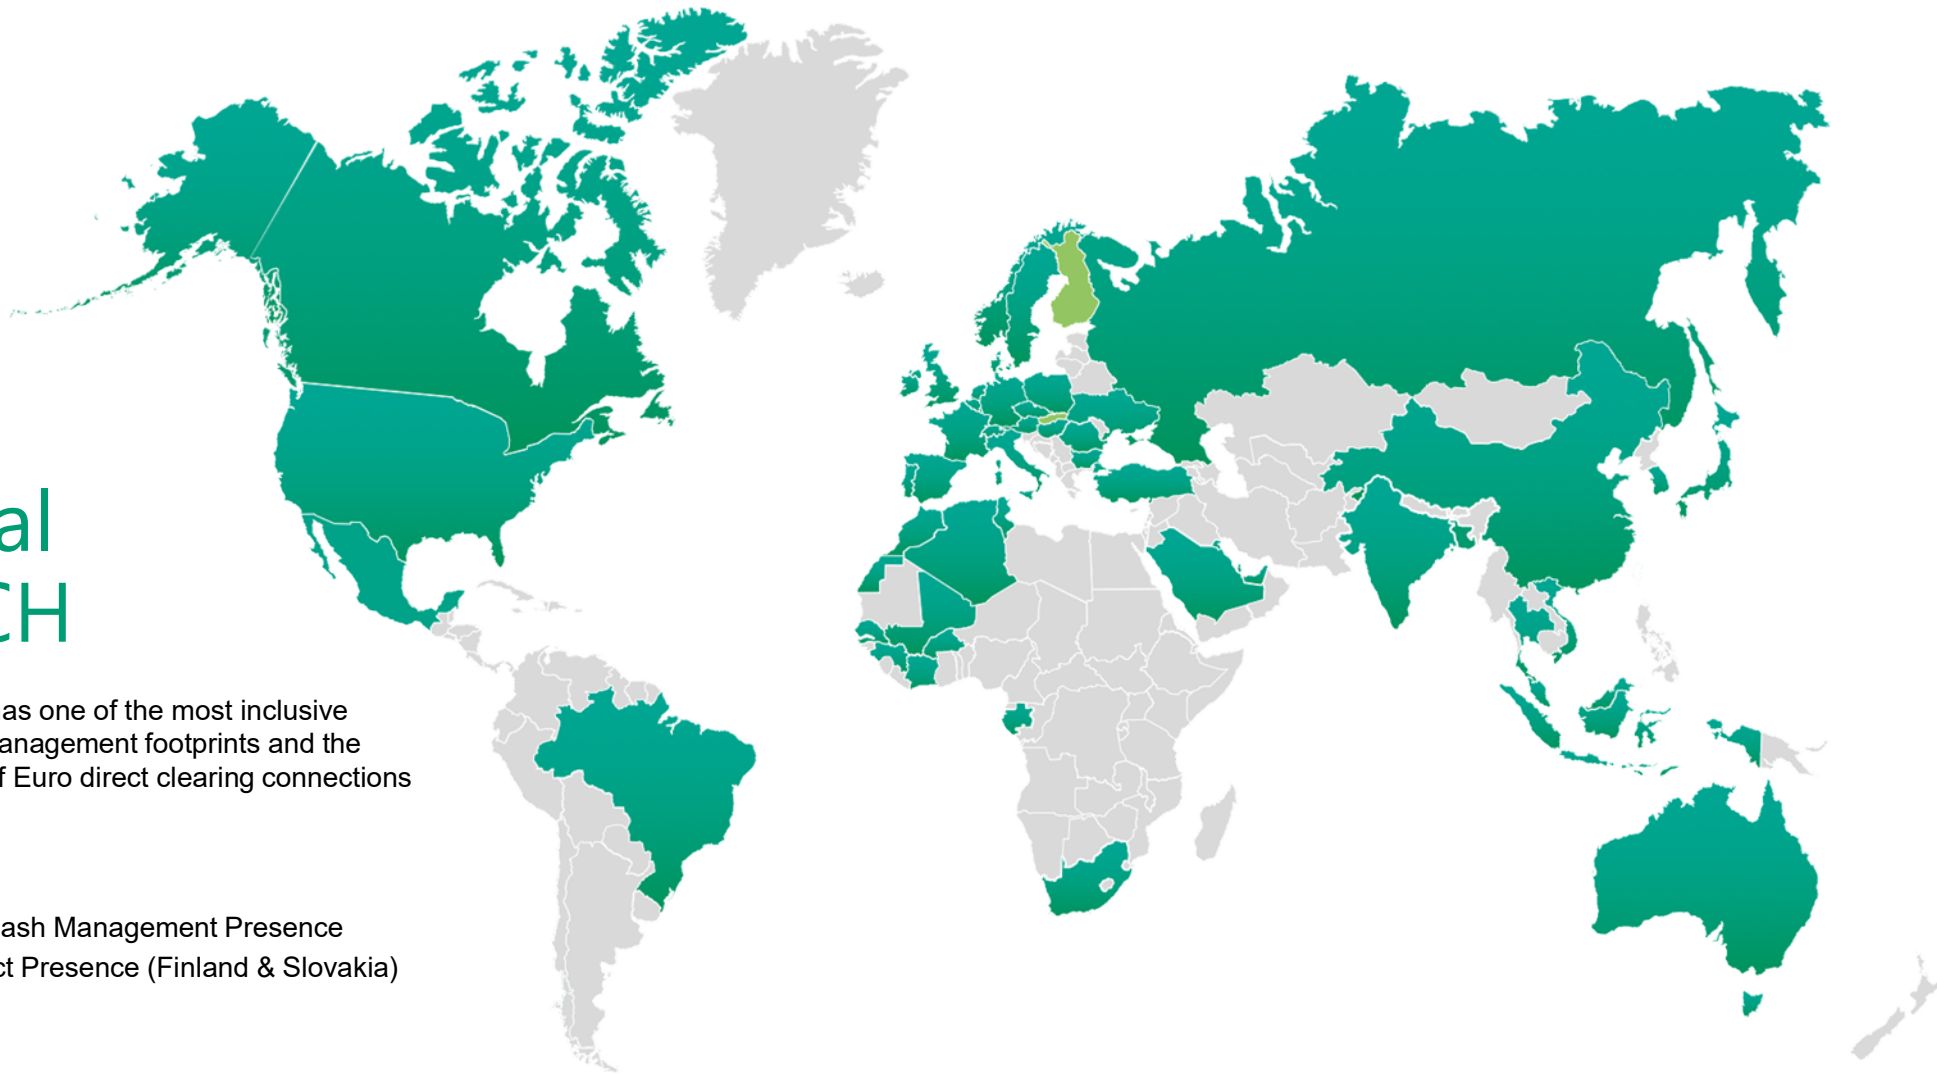 al
CH
as one of the most inclusive
anagement footprints and the
f Euro direct clearing connections
ash Management Presence
ct Presence (Finland & Slovakia)